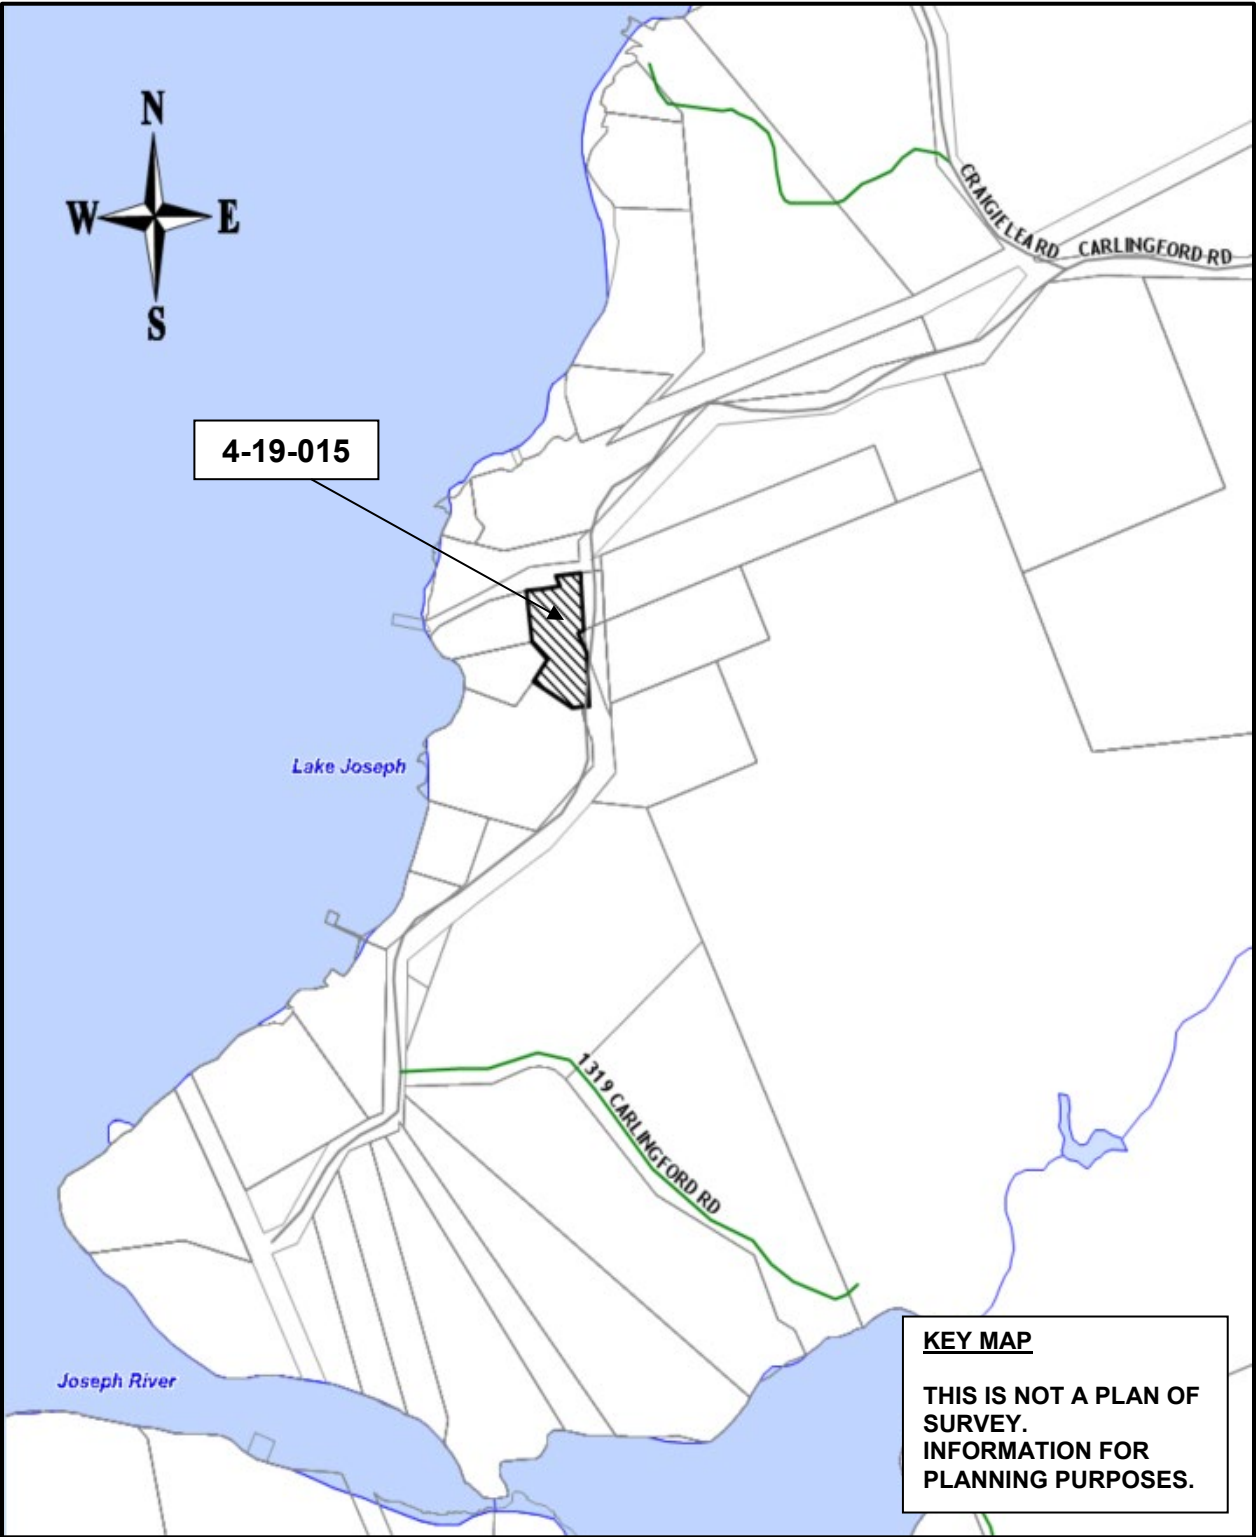 N
W E
S
CRAIGIELEA RD
CARLINGFORD RD
4-19-015
Lake Joseph
1319 CARLINGFORD RD
Joseph River
KEY MAP
THIS IS NOT A PLAN OF
SURVEY.
INFORMATION FOR
PLANNING PURPOSES.